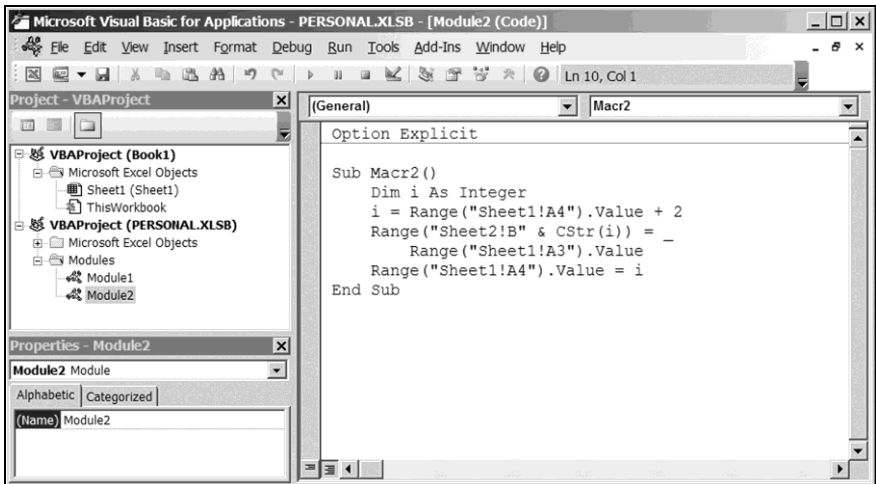 Microsoft Visual Basic for Applications - PERSONAL.XLSB - [Module2 (Code)]
File Edit View Insert Format Debug Run Tools Add-Ins Window Help
Ln 10, Col 1
Project - VBAProject
VBAProject (Book1)
Microsoft Excel Objects
Sheet1 (Sheet1)
ThisWorkbook
VBAProject (PERSONAL.XLSB)
Microsoft Excel Objects
Modules
Module1
Module2
Properties - Module2
Module2 Module
Alphabetic Categorized
(Name) Module2
(General) Macr2
Option Explicit
Sub Macr2()
    Dim i As Integer
    i = Range("Sheet1!A4").Value + 2
    Range("Sheet2!B" & CStr(i)) = _
        Range("Sheet1!A3").Value
    Range("Sheet1!A4").Value = i
End Sub